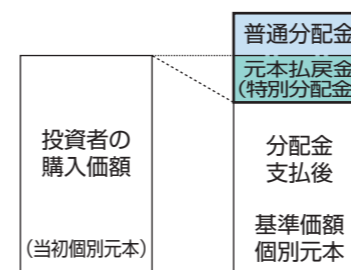 普通分配金
元本払戻金
(特別分配金
投資者の
購入価額
(当初個別元本)
分配金
支払後
基準価額
個別元本